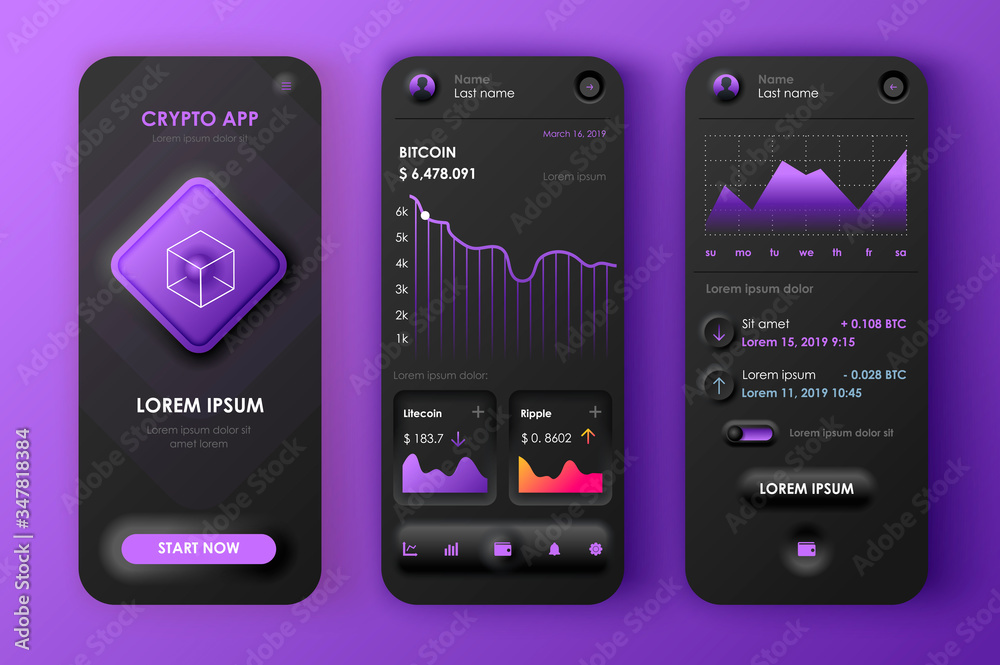 CRYPTO APP
Lorem ipsum dolor sit
LOREM IPSUM
Lorem ipsum dolor sit
amet lorem
START NOW
Name
Last name
March 16, 2019
BITCOIN
$ 6,478.091
Lorem ipsum
6k
5k
4k
3k
2k
1k
Lorem ipsum dolor:
Litecoin
$ 183.7
Ripple
$ 0. 8602
Name
Last name
su mo tu we th fr sa
Lorem ipsum dolor
Sit amet + 0.108 BTC
Lorem 15, 2019 9:15
Lorem ipsum - 0.028 BTC
Lorem 11, 2019 10:45
Lorem ipsum dolor sit
LOREM IPSUM
Adobe Stock | #347818384
Adobe Stock